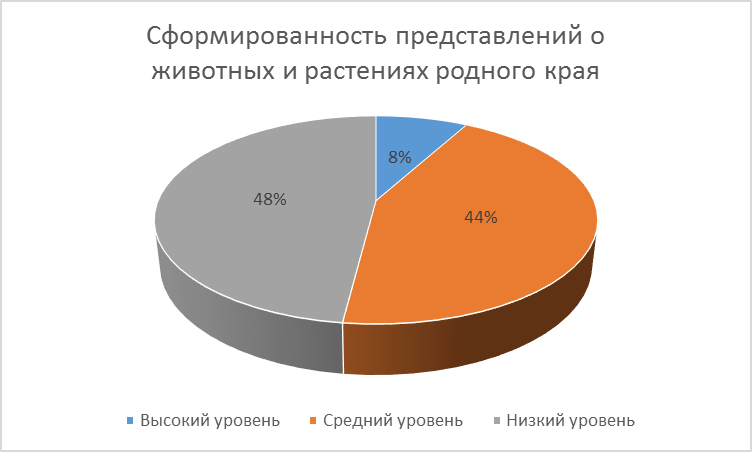 Сформированность представлений о
животных и растениях родного края
8%
48%
44%
Высокий уровень
Средний уровень
Низкий уровень